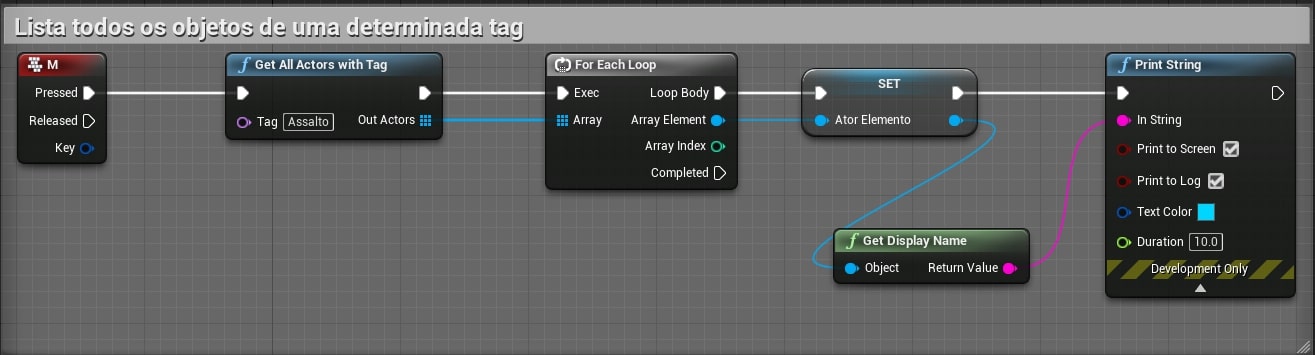 Lista todos os objetos de uma determinada tag
M
Pressed
Released
Key
f Get All Actors with Tag
Tag Assalto Out Actors
For Each Loop
Exec Loop Body
Array Array Element
Array Index
Completed
SET
Ator Elemento
f Get Display Name
Object Return Value
f Print String
In String
Print to Screen
Print to Log
Text Color
Duration 10.0
Development Only